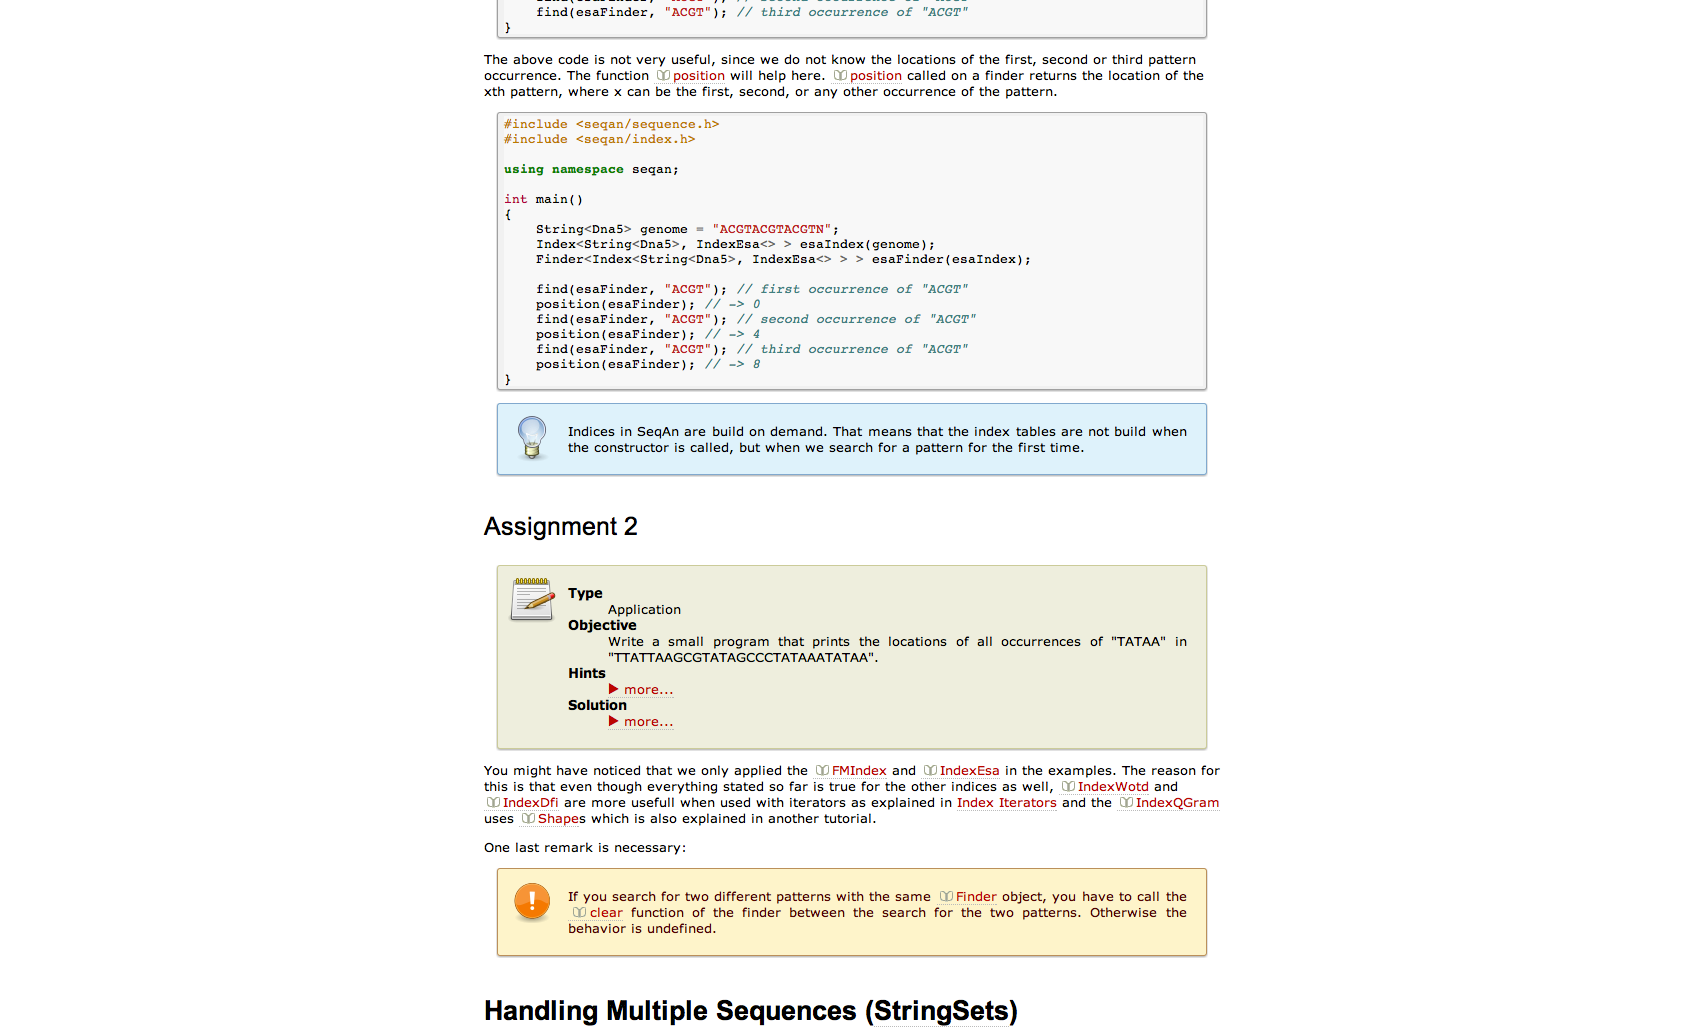 find(esaFinder, "ACGT"); // third occurrence of "ACGT"
}
The above code is not very useful, since we do not know the locations of the first, second or third pattern
occurrence. The function position will help here. position called on a finder returns the location of the
xth pattern, where x can be the first, second, or any other occurrence of the pattern.
#include <seqan/sequence.h>
#include <seqan/index.h>
using namespace seqan;
int main()
{
String<Dna5> genome = "ACGTACGTACGTN";
Index<String<Dna5>, IndexEsa<> > esaIndex(genome);
Finder<Index<String<Dna5>, IndexEsa<> > > esaFinder(esaIndex);
find(esaFinder, "ACGT"); // first occurrence of "ACGT"
position(esaFinder); // -> 0
find(esaFinder, "ACGT"); // second occurrence of "ACGT"
position(esaFinder); // -> 4
find(esaFinder, "ACGT"); // third occurrence of "ACGT"
position(esaFinder); // -> 8
}
Indices in SeqAn are build on demand. That means that the index tables are not build when
the constructor is called, but when we search for a pattern for the first time.
Assignment 2
Type
Application
Objective
Write a small program that prints the locations of all occurrences of "TATAA" in
"TTATTAAGCGTATAGCCCTATAAATATAA".
Hints
more...
Solution
more...
You might have noticed that we only applied the FMIndex and IndexEsa in the examples. The reason for
this is that even though everything stated so far is true for the other indices as well, IndexWotd and
IndexDfi are more usefull when used with iterators as explained in Index Iterators and the IndexQGram
uses Shapes which is also explained in another tutorial.
One last remark is necessary:
If you search for two different patterns with the same Finder object, you have to call the
clear function of the finder between the search for the two patterns. Otherwise the
behavior is undefined.
Handling Multiple Sequences (StringSets)